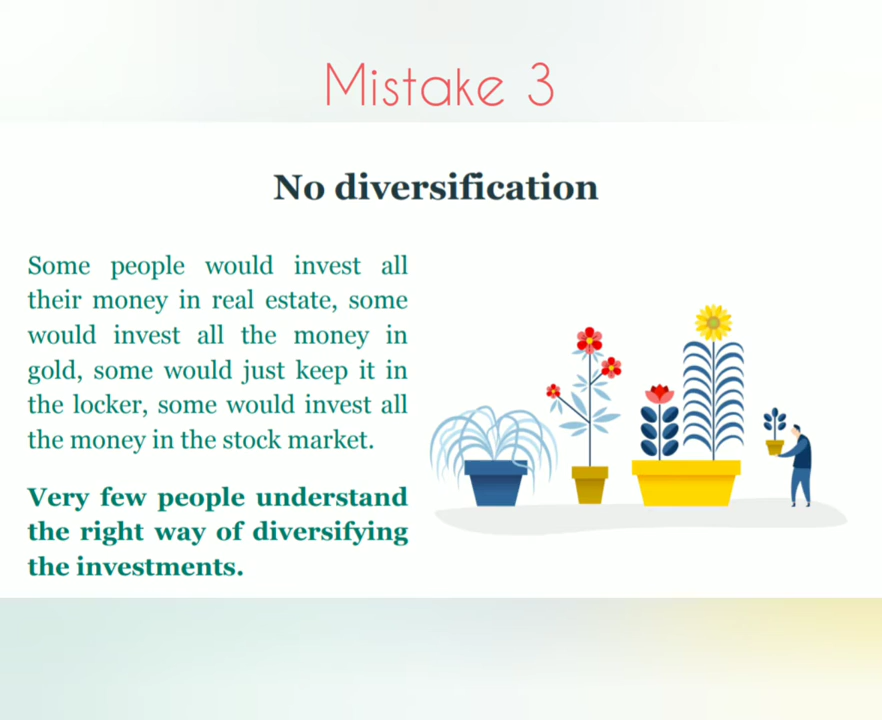 Mistake 3
No diversification
Some people would invest all
their money in real estate, some
would invest all the money in
gold, some would just keep it in
the locker, some would invest all
the money in the stock market.
Very few people understand
the right way of diversifying
the investments.